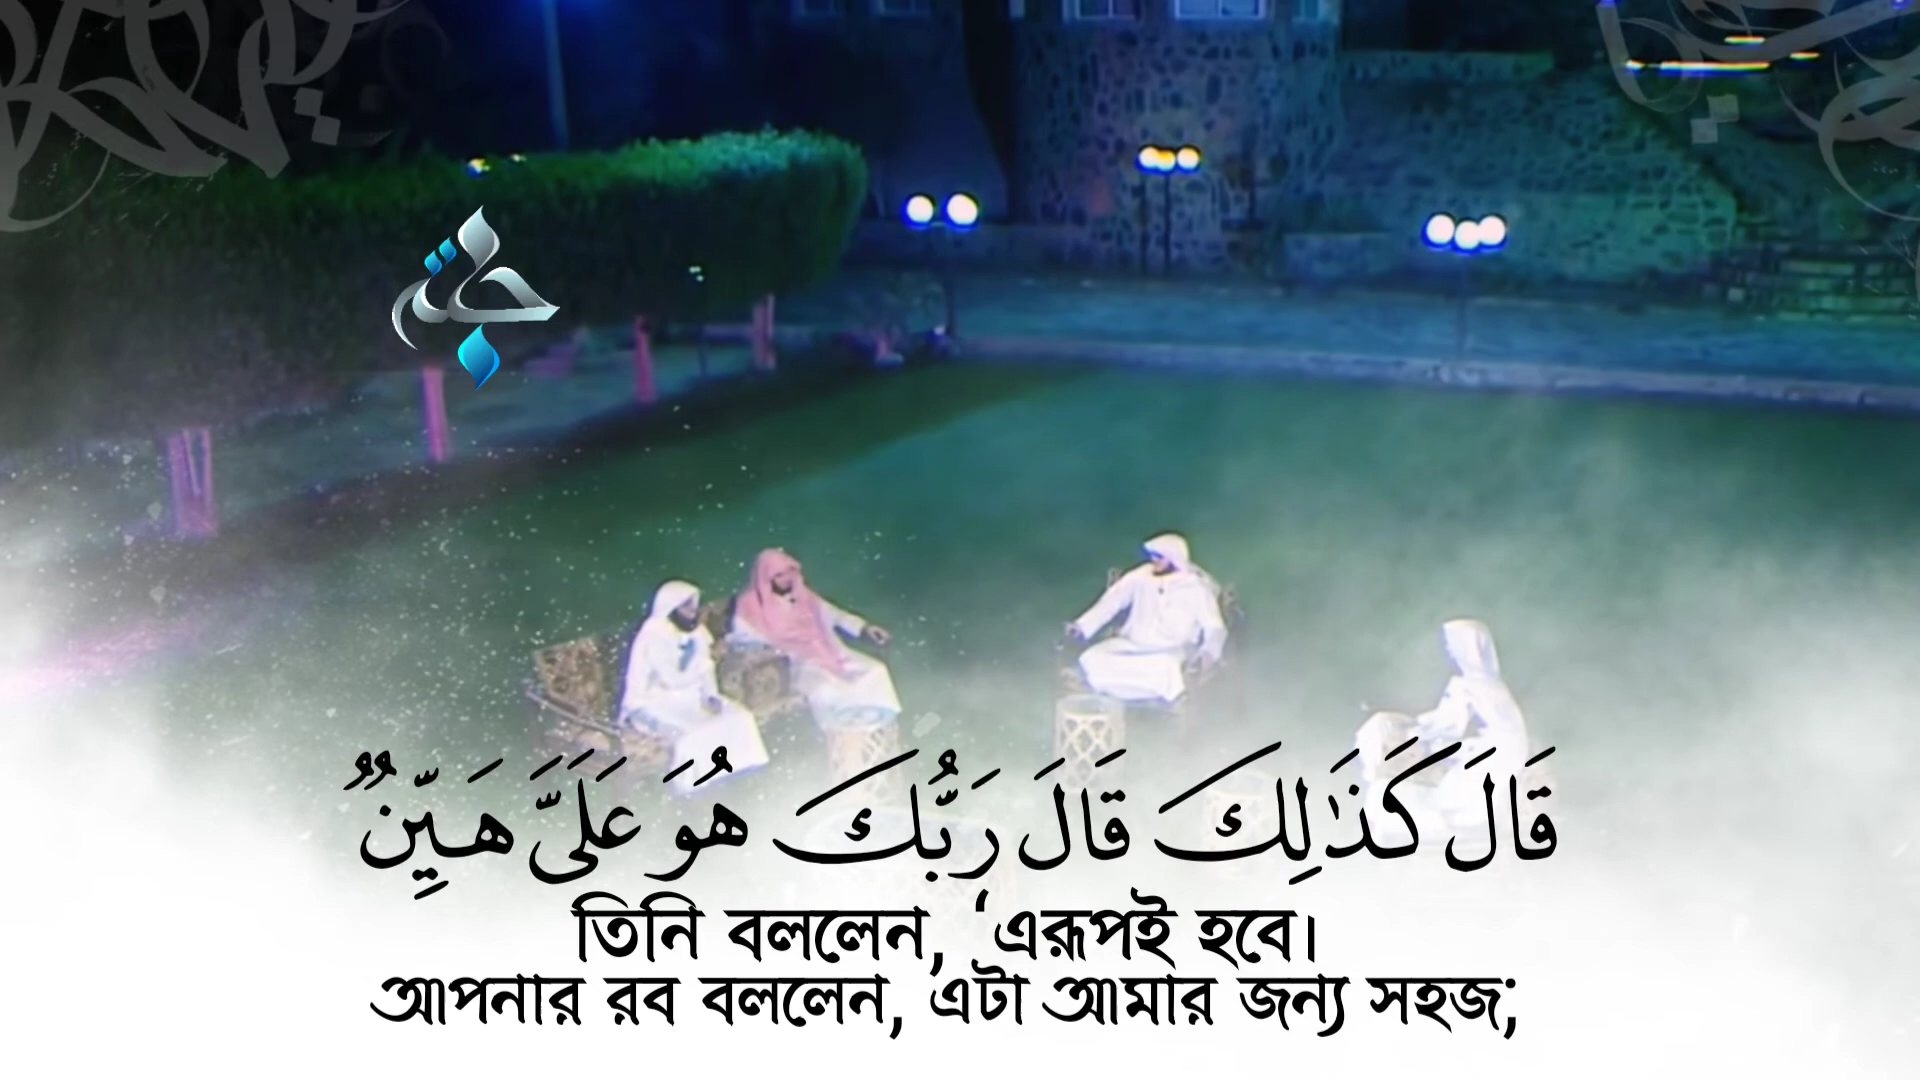 قَالَ كَذَٰلِكَ قَالَ رَبُّكَ هُوَ عَلَىَّ هَيِّنٌ
তিনি বললেন, ‘এরূপই হবে।
আপনার রব বললেন, এটা আমার জন্য সহজ;